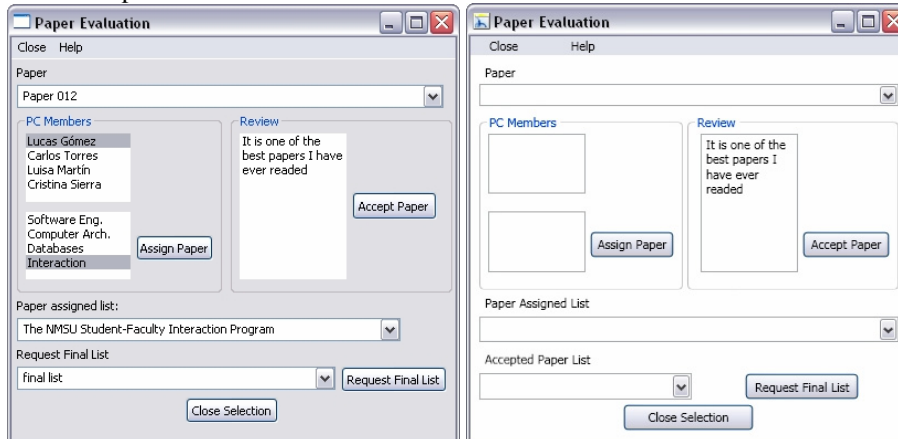 Paper Evaluation
Close Help
Paper
Paper 012
PC Members
Lucas Gómez
Carlos Torres
Luisa Martín
Cristina Sierra
Software Eng.
Computer Arch.
Databases
Interaction
Assign Paper
Review
It is one of the
best papers I have
ever readed
Accept Paper
Paper assigned list:
The NMSU Student-Faculty Interaction Program
Request Final List
final list
Request Final List
Close Selection
Paper Evaluation
Close Help
Paper
PC Members
Assign Paper
Review
It is one of the
best papers I
have ever
readed
Accept Paper
Paper Assigned List
Accepted Paper List
Request Final List
Close Selection